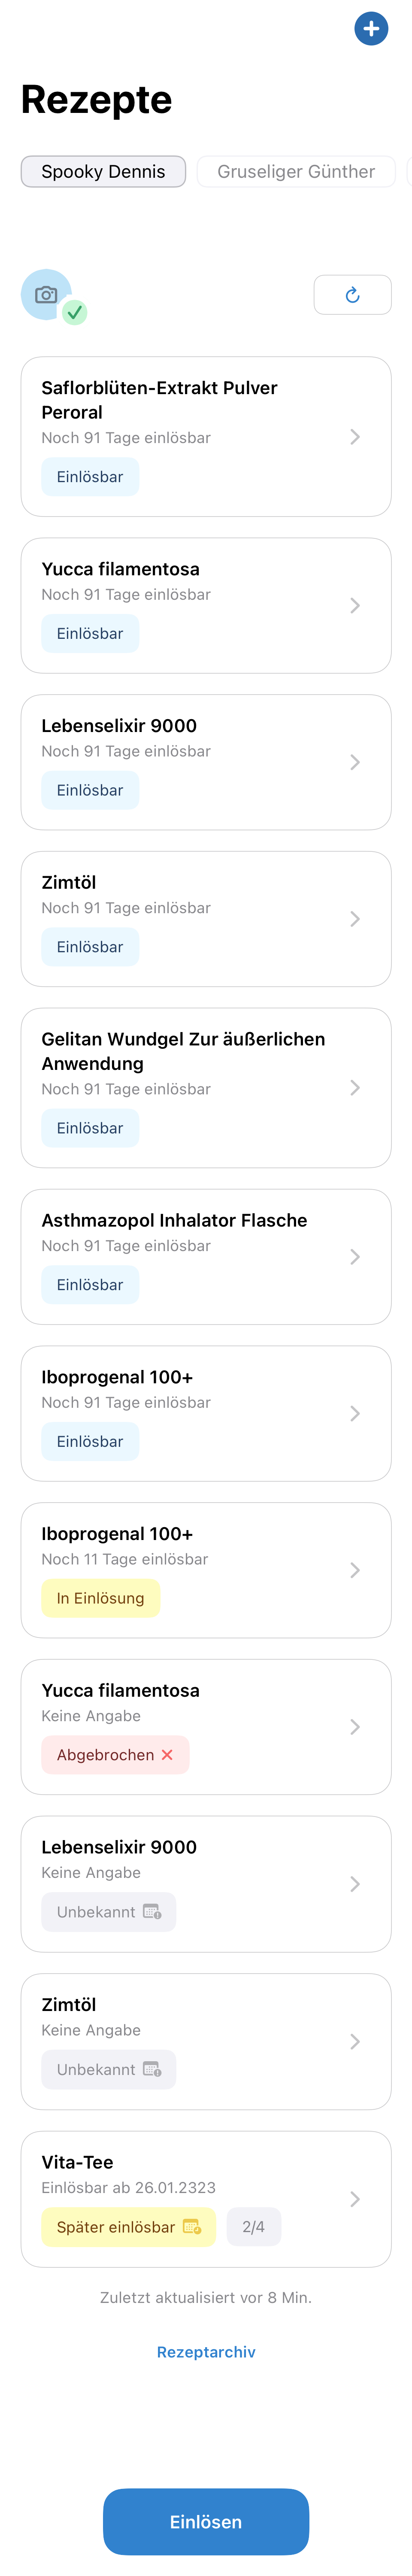 Rezepte
Spooky Dennis
Gruseliger Günther
Saflorblüten-Extrakt Pulver
Peroral
Noch 91 Tage einlösbar
Einlösbar
Yucca filamentosa
Noch 91 Tage einlösbar
Einlösbar
Lebenselixir 9000
Noch 91 Tage einlösbar
Einlösbar
Zimtöl
Noch 91 Tage einlösbar
Einlösbar
Gelitan Wundgel Zur äußerlichen
Anwendung
Noch 91 Tage einlösbar
Einlösbar
Asthmazopol Inhalator Flasche
Noch 91 Tage einlösbar
Einlösbar
Iboprogenal 100+
Noch 91 Tage einlösbar
Einlösbar
Iboprogenal 100+
Noch 11 Tage einlösbar
In Einlösung
Yucca filamentosa
Keine Angabe
Abgebrochen
Lebenselixir 9000
Keine Angabe
Unbekannt
Zimtöl
Keine Angabe
Unbekannt
Vita-Tee
Einlösbar ab 26.01.2323
Später einlösbar 2/4
Zuletzt aktualisiert vor 8 Min.
Rezeptarchiv
Einlösen